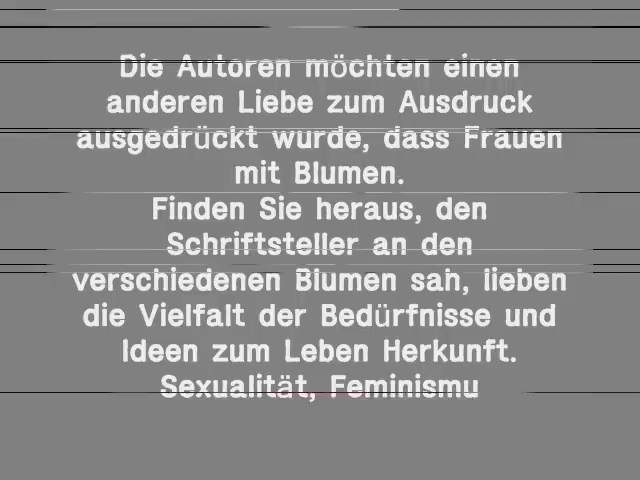 Die Autoren möchten einen
anderen Liebe zum Ausdruck
ausgedrückt wurde, dass Frauen
mit Blumen.
Finden Sie heraus, den
Schriftsteller an den
verschiedenen Blumen sah, lieben
die Vielfalt der Bedürfnisse und
Ideen zum Leben Herkunft.
Sexualität, Feminismu